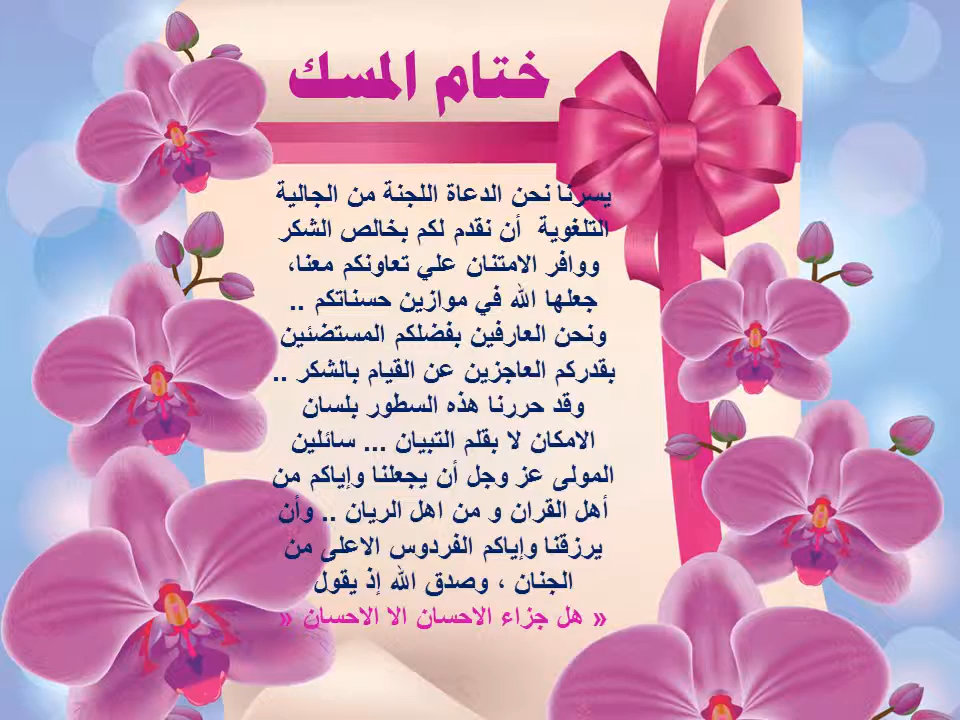 ختام المسك
يسرنا نحن الدعاة اللجنة من الجالية
التلغوية أن نقدم لكم بخالص الشكر
ووافر الامتنان علي تعاونكم معنا،
جعلها الله في موازين حسناتكم ..
ونحن العارفين بفضلكم المستضئين
بقدركم العاجزين عن القيام بالشكر ..
وقد حررنا هذه السطور بلسان
الامكان لا بقلم التبيان ... سائلين
المولى عز وجل أن يجعلنا وإياكم من
أهل القران و من اهل الريان .. وأن
يرزقنا وإياكم الفردوس الاعلى من
الجنان ، وصدق الله إذ يقول
« هل جزاء الاحسان الا الاحسان «